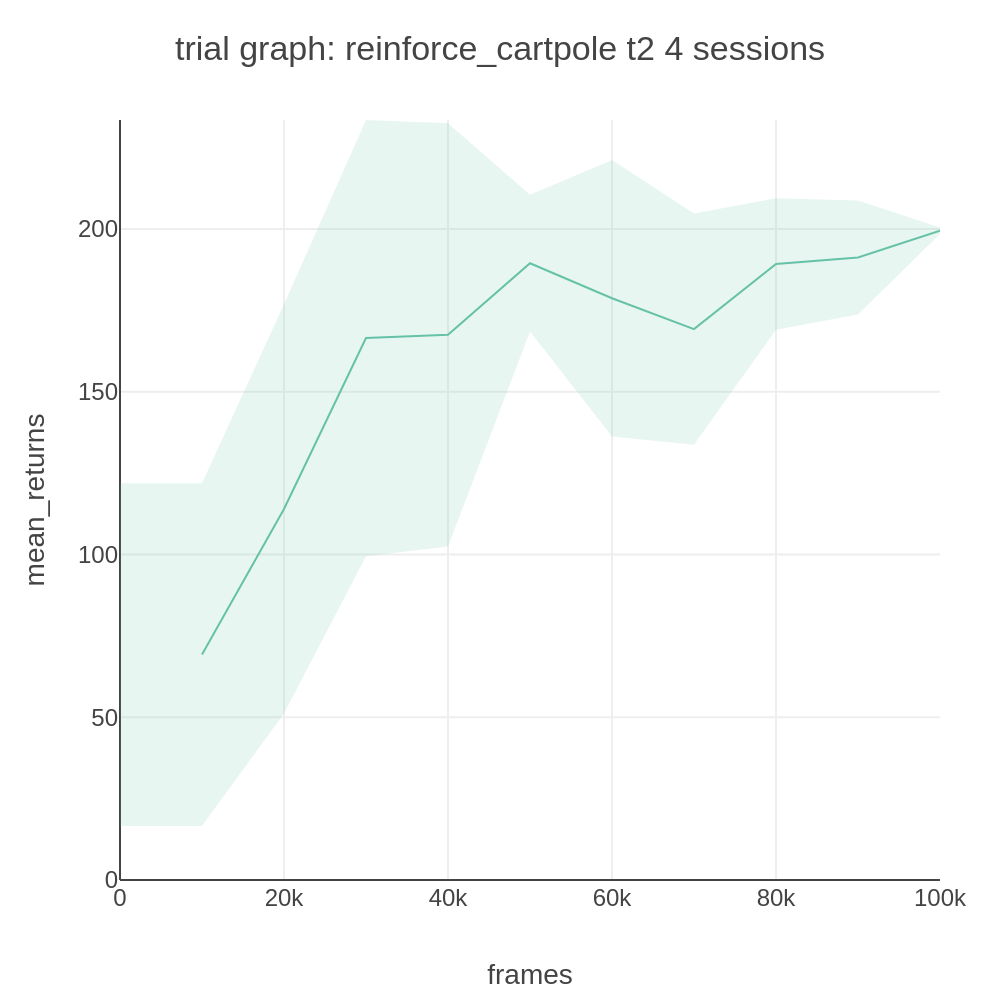 trial graph: reinforce_cartpole t2 4 sessions
200
150
100
50
0
mean_returns
0 20k 40k 60k 80k 100k
frames